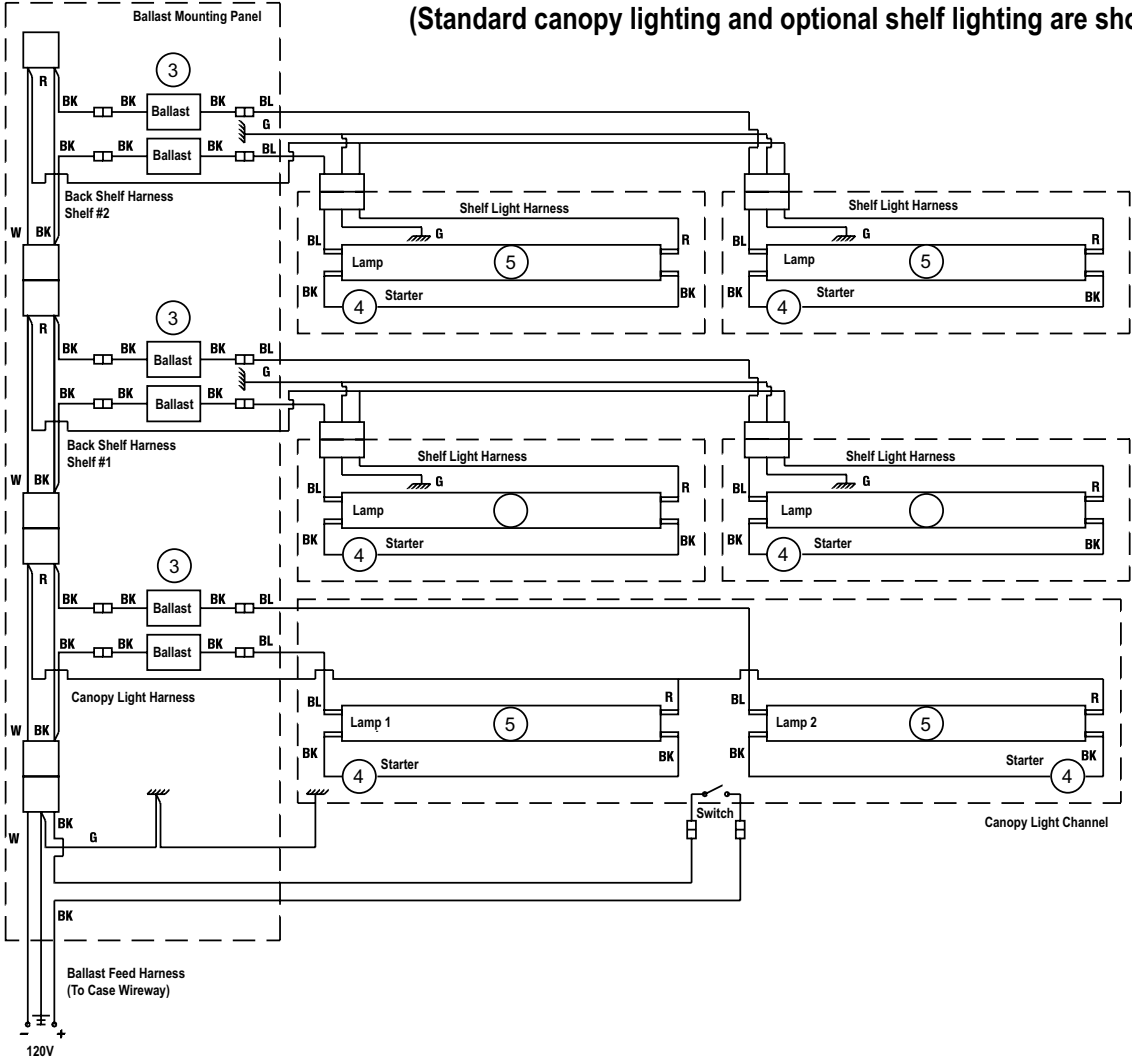 Ballast Mounting Panel
(Standard canopy lighting and optional shelf lighting are sho
3
R
BK BK Ballast BK BL
G
BK BK Ballast BK BL
Back Shelf Harness
Shelf #2
W BK
Shelf Light Harness
G
BL R
Lamp 5
BK 4 Starter BK
Shelf Light Harness
G
BL R
Lamp 5
BK 4 Starter BK
3
R
BK BK Ballast BK BL
G
BK BK Ballast BK BL
Back Shelf Harness
Shelf #1
W BK
Shelf Light Harness
G
BL R
Lamp
BK 4 Starter BK
Shelf Light Harness
G
BL R
Lamp
BK 4 Starter BK
3
R
BK BK Ballast BK BL
BK BK Ballast BK BL
Canopy Light Harness
W BK
BL R
Lamp 1 5
BK 4 Starter BK
BL R
Lamp 2 5
BK Starter 4 BK
Switch
Canopy Light Channel
BK
W G
BK
Ballast Feed Harness
(To Case Wireway)
- +
120V